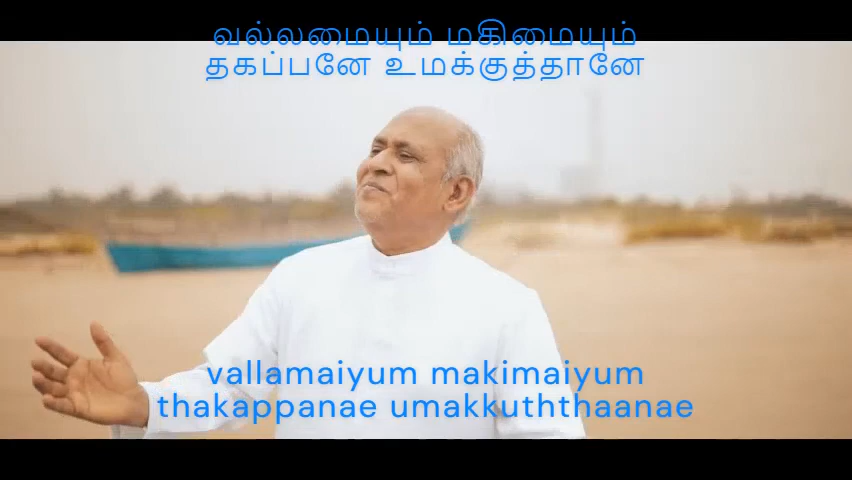 வல்லமையும் மகிமையும்
தகப்பனே உமக்குத்தானே
vallamaiyum makimaiyum
thakappanae umakkuththaanae